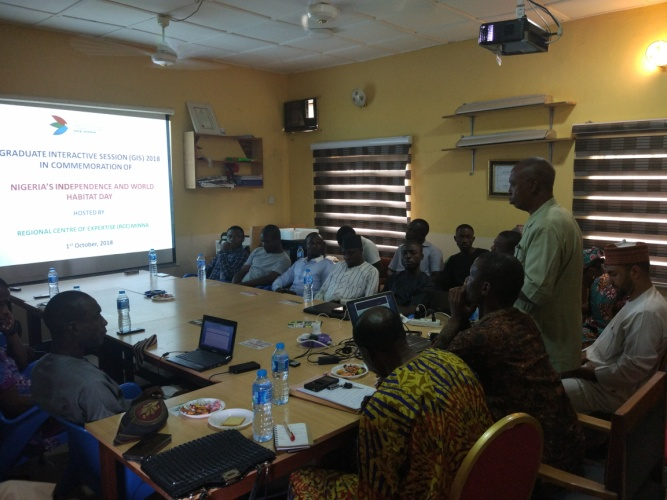 GRADUATE INTERACTIVE SESSION (GIS) 2018
IN COMMEMORATION OF
NIGERIA'S INDEPENDENCE AND WORLD
HABITAT DAY
HOSTED BY
REGIONAL CENTRE OF EXPERTISE (RCE) MINNA
1st October, 2018